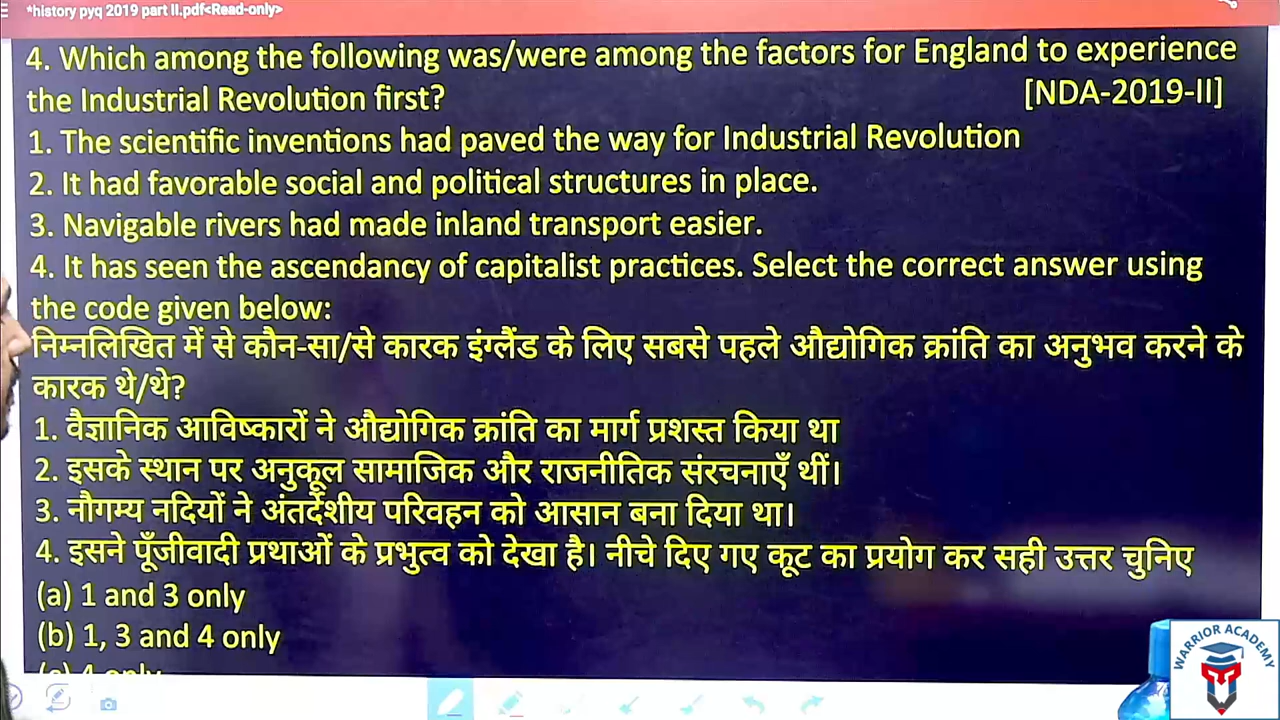 *history pyq 2019 part II.pdf<Read-only>
4. Which among the following was/were among the factors for England to experience
the Industrial Revolution first? [NDA-2019-II]
1. The scientific inventions had paved the way for Industrial Revolution
2. It had favorable social and political structures in place.
3. Navigable rivers had made inland transport easier.
4. It has seen the ascendancy of capitalist practices. Select the correct answer using
the code given below:
निम्नलिखित में से कौन-सा/से कारक इंग्लैंड के लिए सबसे पहले औद्योगिक क्रांति का अनुभव करने के
कारक थे/थे?
1. वैज्ञानिक आविष्कारों ने औद्योगिक क्रांति का मार्ग प्रशस्त किया था
2. इसके स्थान पर अनुकूल सामाजिक और राजनीतिक संरचनाएँ थीं।
3. नौगम्य नदियों ने अंतर्देशीय परिवहन को आसान बना दिया था।
4. इसने पूँजीवादी प्रथाओं के प्रभुत्व को देखा है। नीचे दिए गए कूट का प्रयोग कर सही उत्तर चुनिए
(a) 1 and 3 only
(b) 1, 3 and 4 only
(c) 4 only
WARRIOR ACADEMY